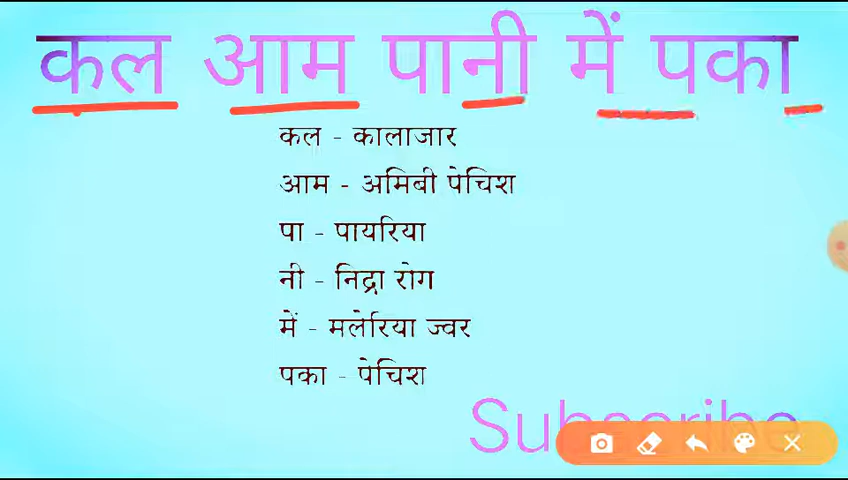 कल आम पानी में पका
कल - कालाजार
आम - अमिबी पेचिश
पा - पायरिया
नी - निद्रा रोग
में - मलेरिया ज्वर
पका - पेचिश
Subscribe